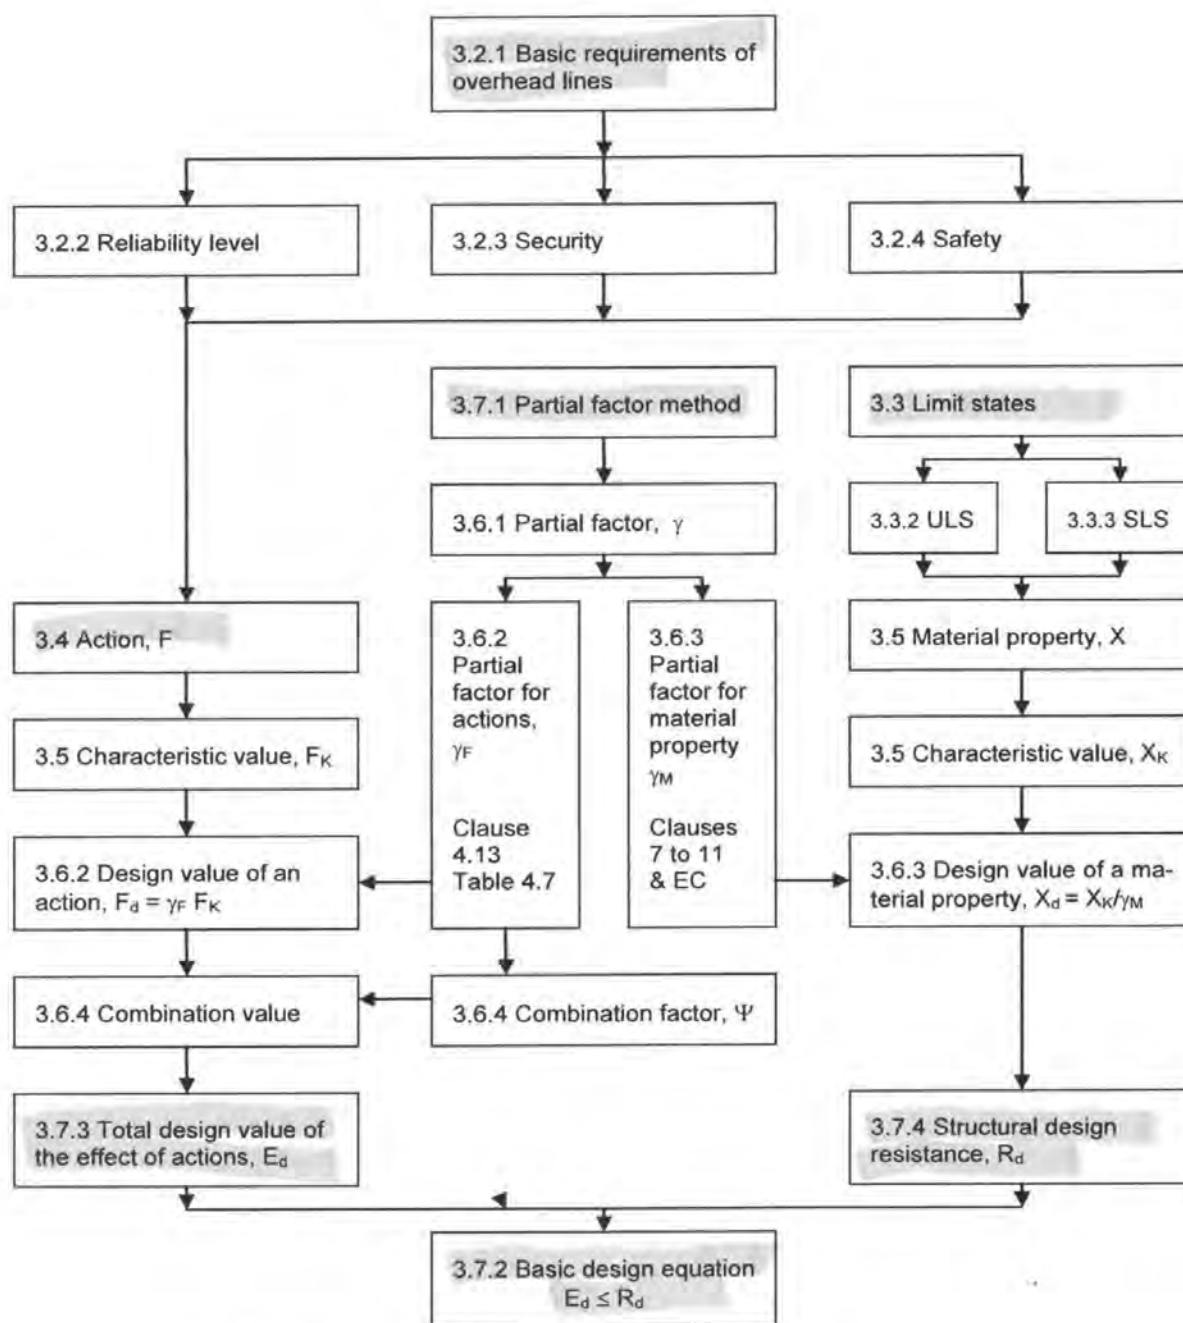 3.2.1 Basic requirements of
overhead lines
3.2.2 Reliability level
3.2.3 Security
3.2.4 Safety
3.7.1 Partial factor method
3.3 Limit states
3.6.1 Partial factor, γ
3.3.2 ULS
3.3.3 SLS
3.4 Action, F
3.6.2
Partial
factor for
actions,
γF
Clause
4.13
Table 4.7
3.6.3
Partial
factor for
material
property
γM
Clauses
7 to 11
& EC
3.5 Material property, X
3.5 Characteristic value, FK
3.5 Characteristic value, XK
3.6.2 Design value of an
action, Fd = γF FK
3.6.3 Design value of a ma-
terial property, Xd = XK/γM
3.6.4 Combination value
3.6.4 Combination factor, Ψ
3.7.3 Total design value of
the effect of actions, Ed
3.7.4 Structural design
resistance, Rd
3.7.2 Basic design equation
Ed ≤ Rd